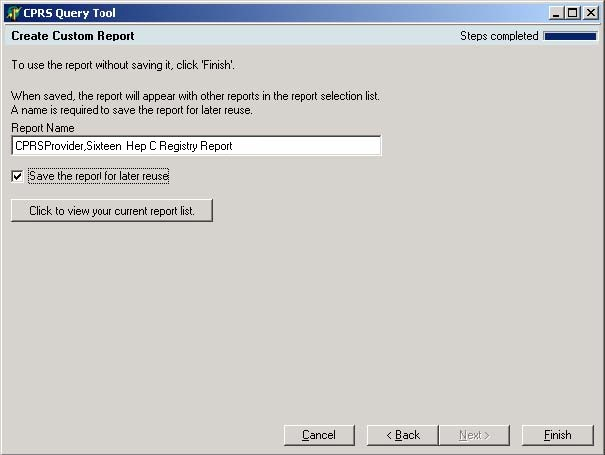 CPRS Query Tool
Create Custom Report Steps completed
To use the report without saving it, click 'Finish'.
When saved, the report will appear with other reports in the report selection list.
A name is required to save the report for later reuse.
Report Name
CPRSProvider,Sixteen Hep C Registry Report
Save the report for later reuse
Click to view your current report list.
Cancel < Back Next > Finish